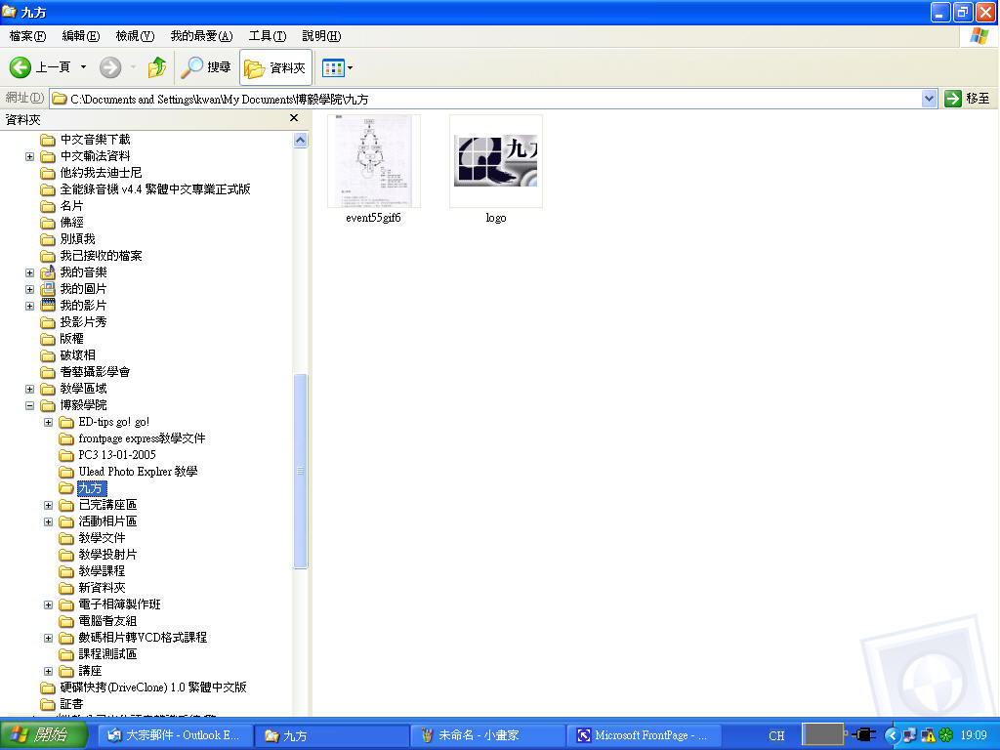 九方
檔案(F) 編輯(E) 檢視(V) 我的最愛(A) 工具(T) 說明(H)
上一頁 搜尋 資料夾
網址(D) C:\Documents and Settings\kwan\My Documents\博毅學院\九方 移至
資料夾
中文音樂下載
中文輸法資料
他約我去迪士尼
全能錄音機 v4.4 繁體中文專業正式版
名片
佛經
別煩我
我已接收的檔案
我的音樂
我的圖片
我的影片
投影片秀
版權
破壞相
耆藝攝影學會
教學區域
博毅學院
ED-tips go! go!
frontpage express教學文件
PC3 13-01-2005
Ulead Photo Explrer 教學
九方
已完講座區
活動相片區
教學文件
教學投射片
教學課程
新資料夾
電子相簿製作班
電腦耆友組
數碼相片轉VCD格式課程
課程測試區
講座
硬碟快拷(DriveClone) 1.0 繁體中文版
証書
九方
event55gif6
logo
開始 大宗郵件 - Outlook E... 九方 未命名 - 小畫家 Microsoft FrontPage - ... CH 19:09